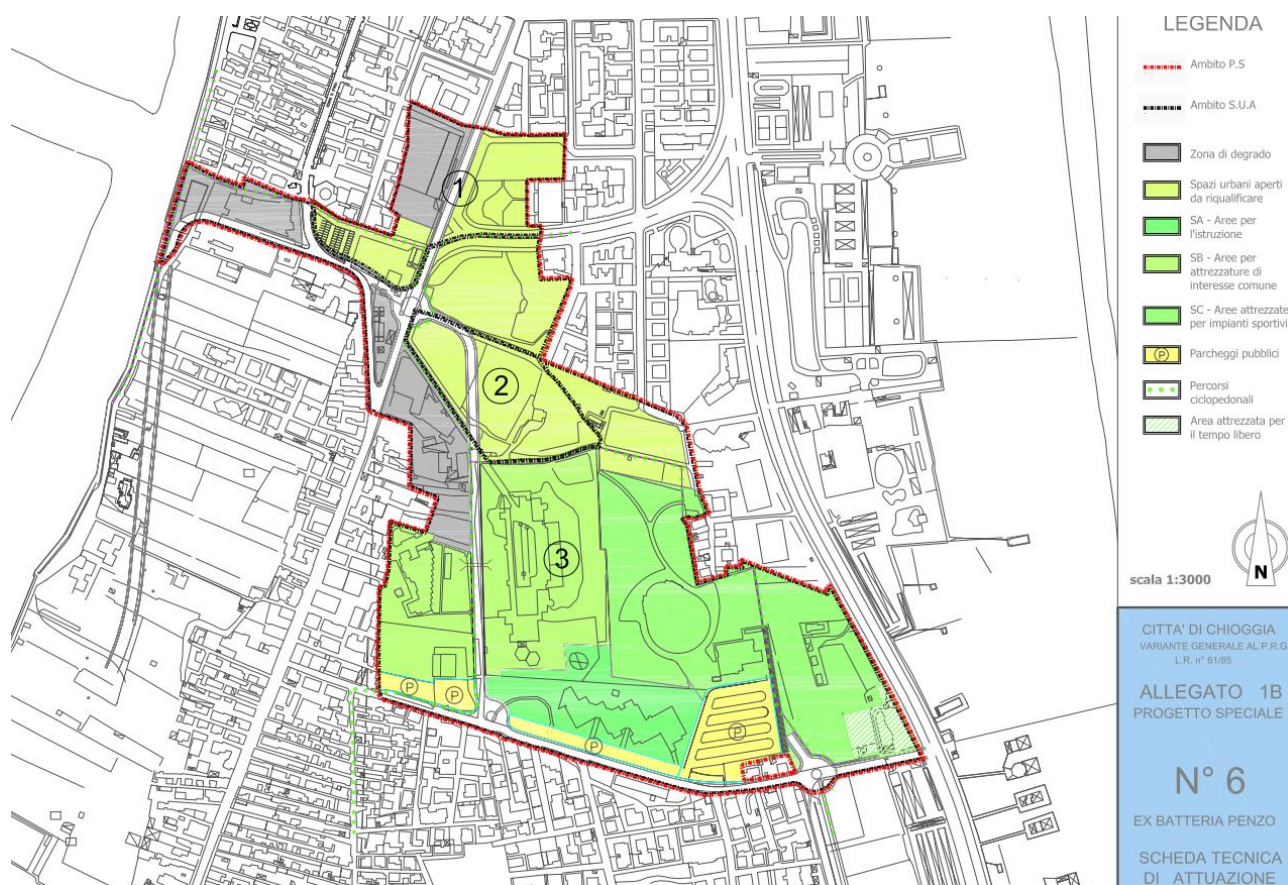 LEGENDA
Ambito P.S
Ambito S.U.A
Zona di degrado
Spazi urbani aperti
da riqualificare
SA - Aree per
l'istruzione
SB - Aree per
attrezzature di
interesse comune
SC - Aree attrezzate
per impianti sportivi
P
Parcheggi pubblici
Percorsi
ciclopedonali
Area attrezzata per
il tempo libero
N
scala 1:3000
CITTA' DI CHIOGGIA
VARIANTE GENERALE AL P.R.G
L.R. n° 61/85
ALLEGATO 1B
PROGETTO SPECIALE
N° 6
EX BATTERIA PENZO
SCHEDA TECNICA
DI ATTUAZIONE
1
2
3
P
P
P
P